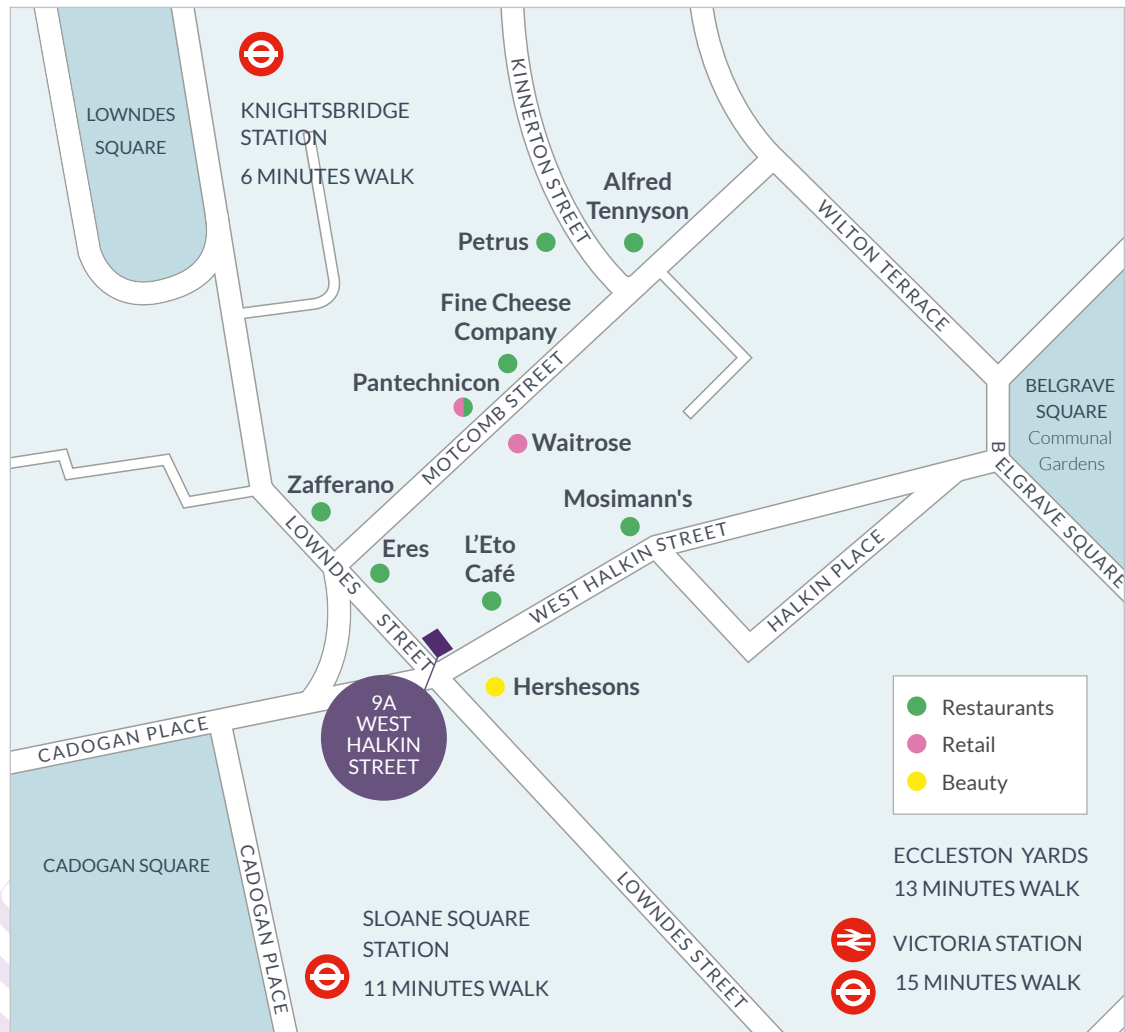 LOWNDES
SQUARE
KNIGHTSBRIDGE
STATION
6 MINUTES WALK
KINNERTON STREET
Alfred
Tennyson
Petrus
WILTON TERRACE
Fine Cheese
Company
Pantechnicon
MOTCOMB STREET
Waitrose
BELGRAVE
SQUARE
Communal
Gardens
BELGRAVE SQUARE
Zafferano
Mosimann's
LOWNDES STREET
Eres
L'Eto
Café
WEST HALKIN STREET
HALKIN PLACE
Hershesons
9A
WEST
HALKIN
STREET
CADOGAN PLACE
Restaurants
Retail
Beauty
CADOGAN SQUARE
CADOGAN PLACE
LOWNDES STREET
SLOANE SQUARE
STATION
11 MINUTES WALK
ECCLESTON YARDS
13 MINUTES WALK
VICTORIA STATION
15 MINUTES WALK